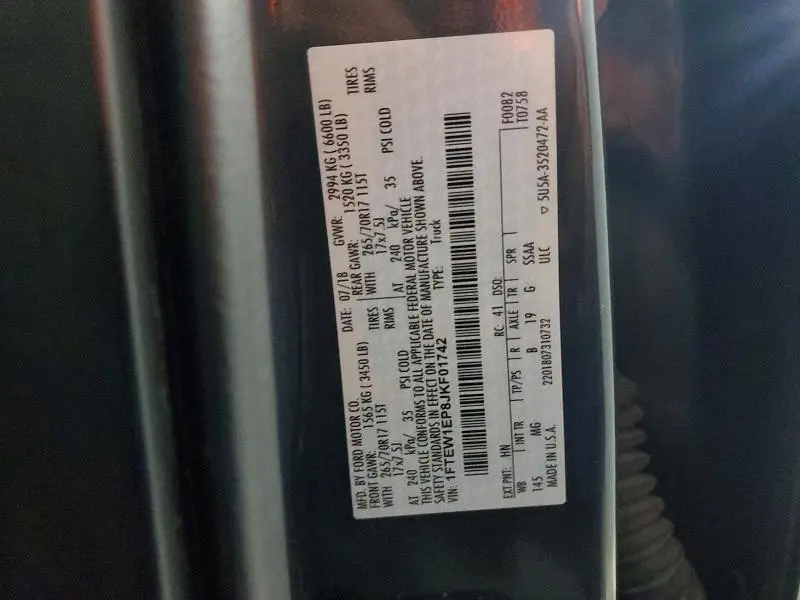 MFD. BY FORD MOTOR CO. DATE: 07/18 GVWR: 2994 KG ( 6600 LB)
FRONT GAWR: 1565 KG ( 3450 LB) REAR GAWR: 1520 KG ( 3350 LB)
WITH 265/70R17 115T TIRES WITH 265/70R17 115T TIRES
17x7.5J RIMS 17x7.5J RIMS
AT 240 kPa/ 35 PSI COLD AT 240 kPa/ 35 PSI COLD
THIS VEHICLE CONFORMS TO ALL APPLICABLE FEDERAL MOTOR VEHICLE
SAFETY STANDARDS IN EFFECT ON THE DATE OF MANUFACTURE SHOWN ABOVE.
VIN: 1FTEW1EP8JKF01742 TYPE: Truck
F0082
EXT PNT: HN RC: 41 DSO: T0758
WB INT TR TP/PS R AXLE TR SPR
145 MG B 19 G SSAA ▽ 5U5A-3520472-AA
MADE IN U.S.A. 2201807310732 ULC